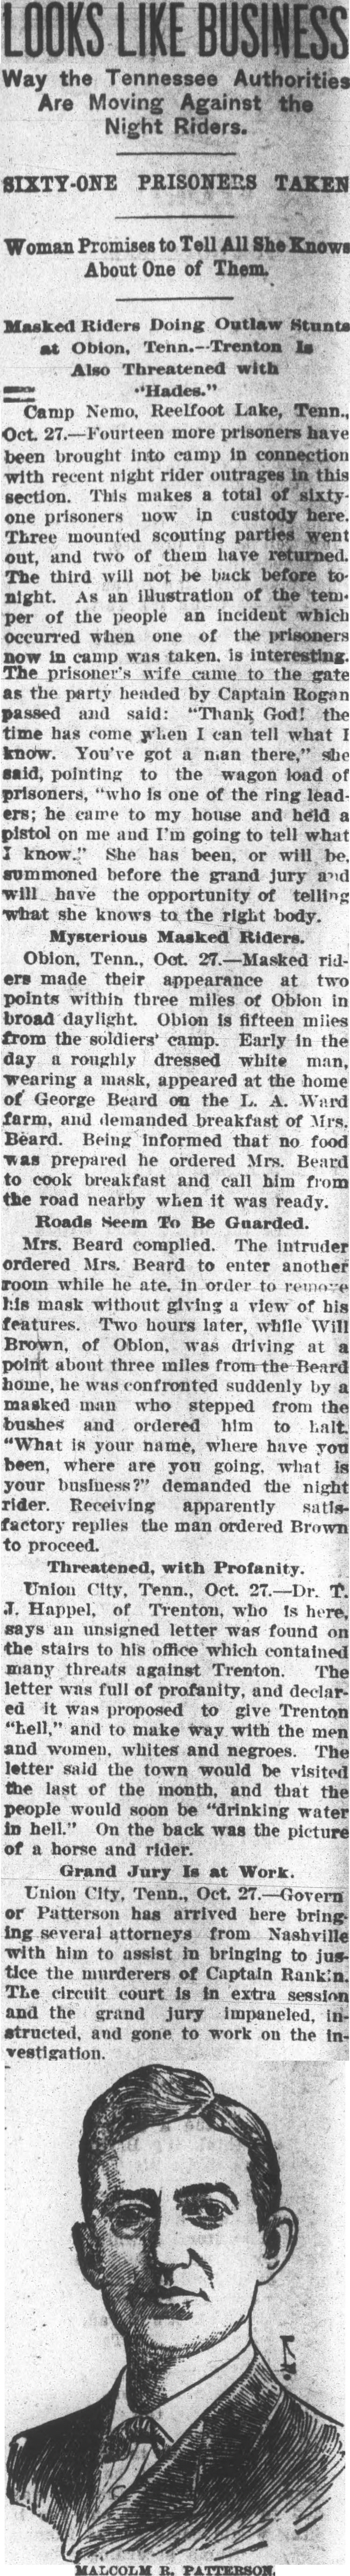 LOOKS LIKE BUSINESS
Way the Tennessee Authorities
Are Moving Against the
Night Riders.
SIXTY-ONE PRISONERS TAKEN
Woman Promises to Tell All She Knows
About One of Them.
Masked Riders Doing Outlaw Stunts
at Obion, Tenn.--Trenton Is
Also Threatened with
"Hades."
Camp Nemo, Reelfoot Lake, Tenn.,
Oct. 27.—Fourteen more prisoners have
been brought into camp in connection
with recent night rider outrages in this
section. This makes a total of sixty-
one prisoners now in custody here.
Three mounted scouting parties went
out, and two of them have returned.
The third will not be back before to-
night. As an illustration of the tem-
per of the people an incident which
occurred when one of the prisoners
now in camp was taken. is interesting.
The prisoner's wife came to the gate
as the party headed by Captain Rogan
passed and said: "Thank God! the
time has come when I can tell what I
know. You've got a man there," she
said, pointing to the wagon load of
prisoners, "who is one of the ring lead-
ers; he came to my house and held a
pistol on me and I'm going to tell what
I know." She has been, or will be,
summoned before the grand jury and
will have the opportunity of telling
what she knows to the right body.
Mysterious Masked Riders.
Obion, Tenn., Oct. 27.—Masked rid-
ers made their appearance at two
points within three miles of Obion in
broad daylight. Obion is fifteen miles
from the soldiers' camp. Early in the
day a roughly dressed white man,
wearing a mask, appeared at the home
of George Beard on the L. A. Ward
farm, and demanded breakfast of Mrs.
Beard. Being informed that no food
was prepared he ordered Mrs. Beard
to cook breakfast and call him from
the road nearby when it was ready.
Roads Seem To Be Guarded.
Mrs. Beard complied. The intruder
ordered Mrs. Beard to enter another
room while he ate, in order to remove
his mask without giving a view of his
features. Two hours later, while Will
Brown, of Obion, was driving at a
point about three miles from the Beard
home, he was confronted suddenly by a
masked man who stepped from the
bushes and ordered him to halt.
"What is your name, where have you
been, where are you going, what is
your business?" demanded the night
rider. Receiving apparently satis-
factory replies the man ordered Brown
to proceed.
Threatened, with Profanity.
Union City, Tenn., Oct. 27.—Dr. T.
J. Happel, of Trenton, who is here,
says an unsigned letter was found on
the stairs to his office which contained
many threats against Trenton. The
letter was full of profanity, and declar-
ed it was proposed to give Trenton
"hell," and to make way with the men
and women, whites and negroes. The
letter said the town would be visited
the last of the month, and that the
people would soon be "drinking water
in hell." On the back was the picture
of a horse and rider.
Grand Jury Is at Work.
Union City, Tenn., Oct. 27.—Govern
or Patterson has arrived here bring-
ing several attorneys from Nashville
with him to assist in bringing to jus-
tice the murderers of Captain Rankin.
The circuit court is in extra session
and the grand jury impaneled, in-
structed, and gone to work on the in-
vestigation.
K.
MALCOLM R. PATTERSON.